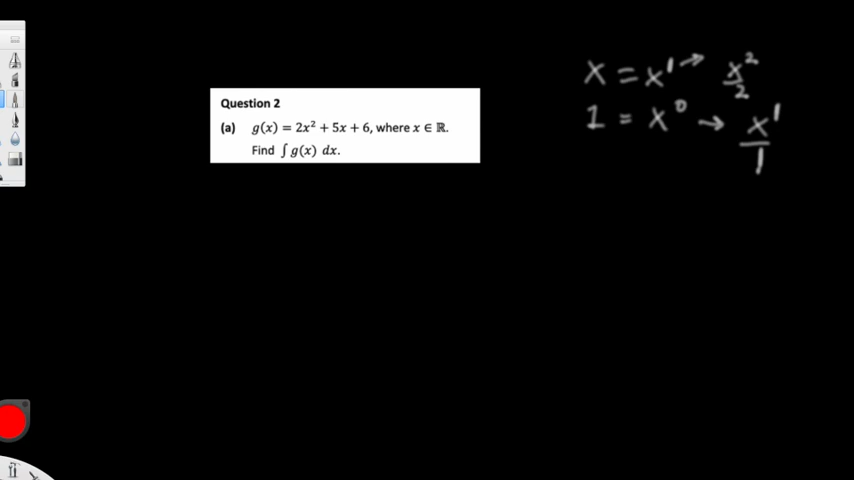 Question 2
(a) g(x) = 2x² + 5x + 6, where x ∈ ℝ.
Find ∫ g(x) dx.
x = x¹ → x²/2
1 = x⁰ → x¹/1